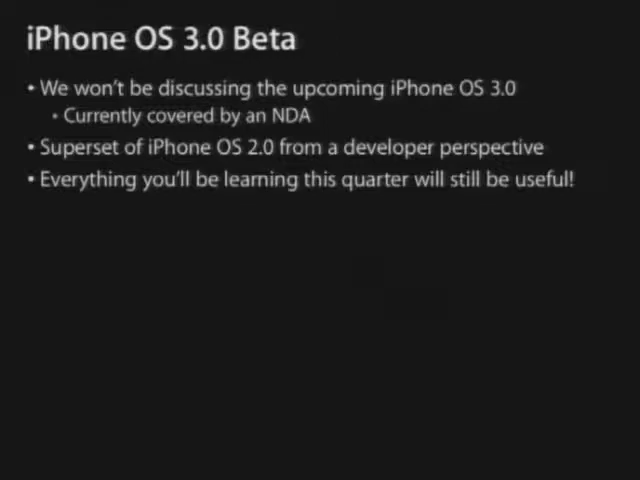 iPhone OS 3.0 Beta
• We won't be discussing the upcoming iPhone OS 3.0
• Currently covered by an NDA
• Superset of iPhone OS 2.0 from a developer perspective
• Everything you'll be learning this quarter will still be useful!